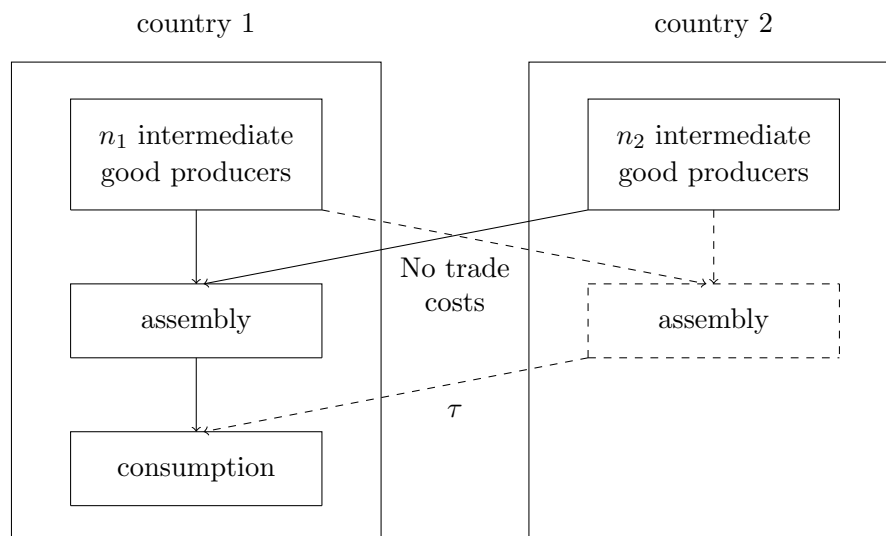 country 1
country 2
n₁ intermediate
good producers
n₂ intermediate
good producers
No trade
costs
assembly
assembly
τ
consumption